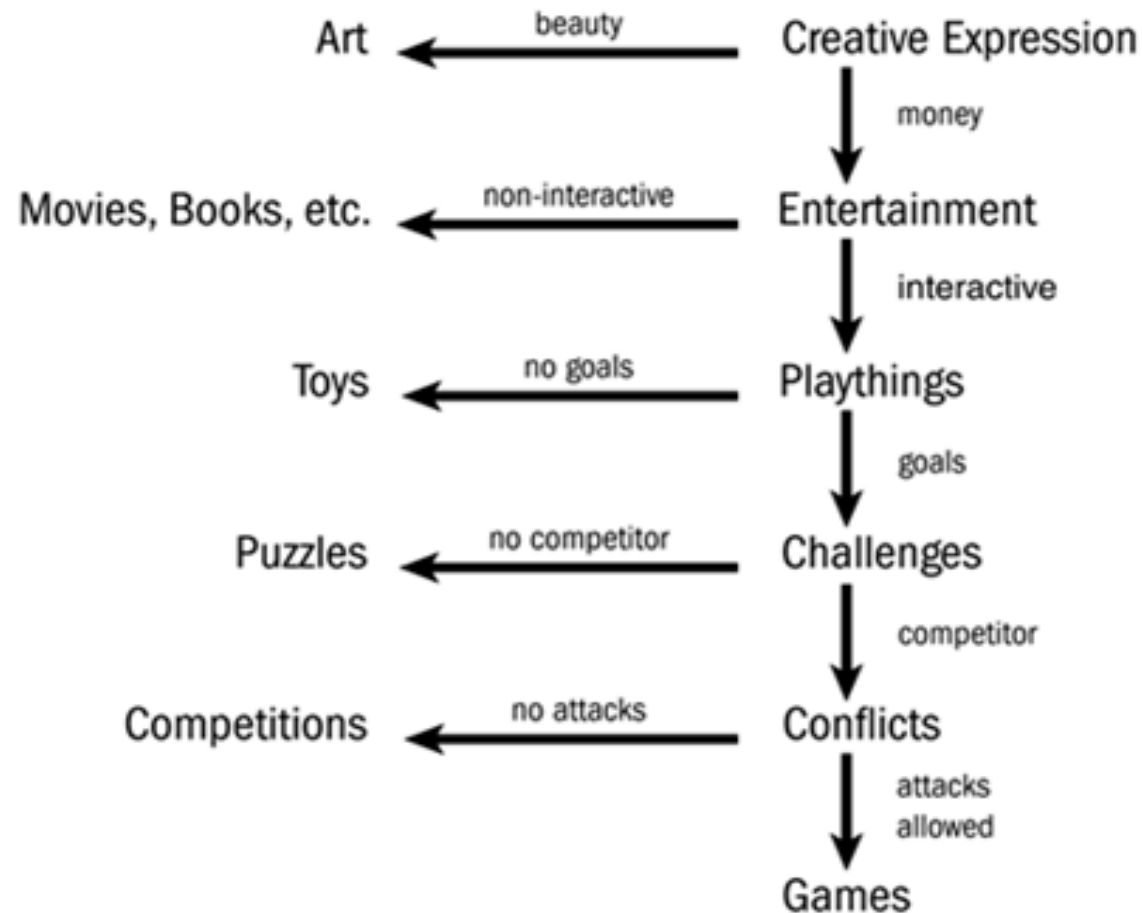 Art
beauty
Creative Expression
money
Movies, Books, etc.
non-interactive
Entertainment
interactive
Toys
no goals
Playthings
goals
Puzzles
no competitor
Challenges
competitor
Competitions
no attacks
Conflicts
attacks
allowed
Games